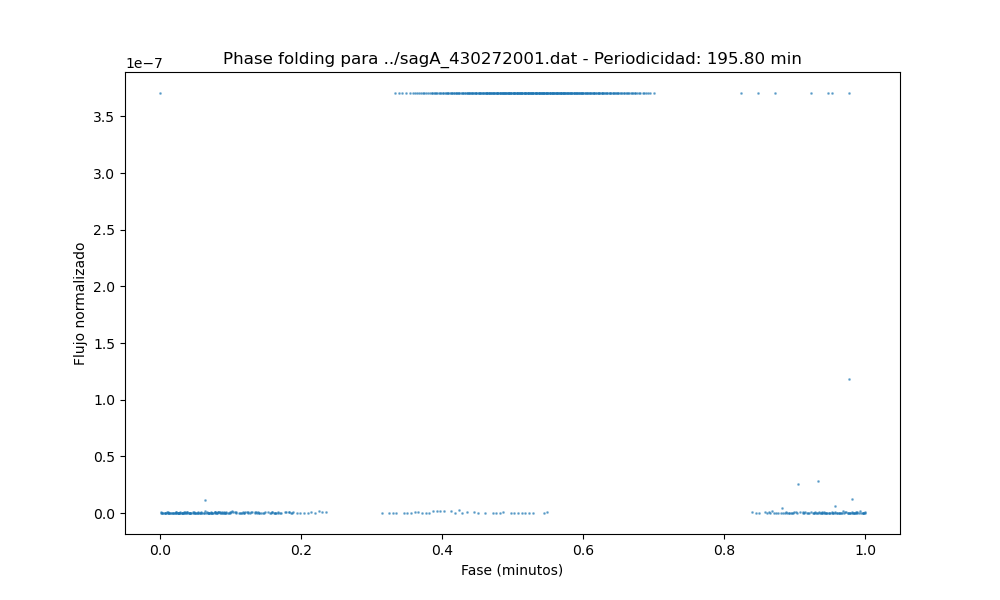 Phase folding para ../sagA_430272001.dat - Periodicidad: 195.80 min
1e−7
3.5
3.0
2.5
2.0
1.5
1.0
0.5
0.0
Flujo normalizado
0.0 0.2 0.4 0.6 0.8 1.0
Fase (minutos)